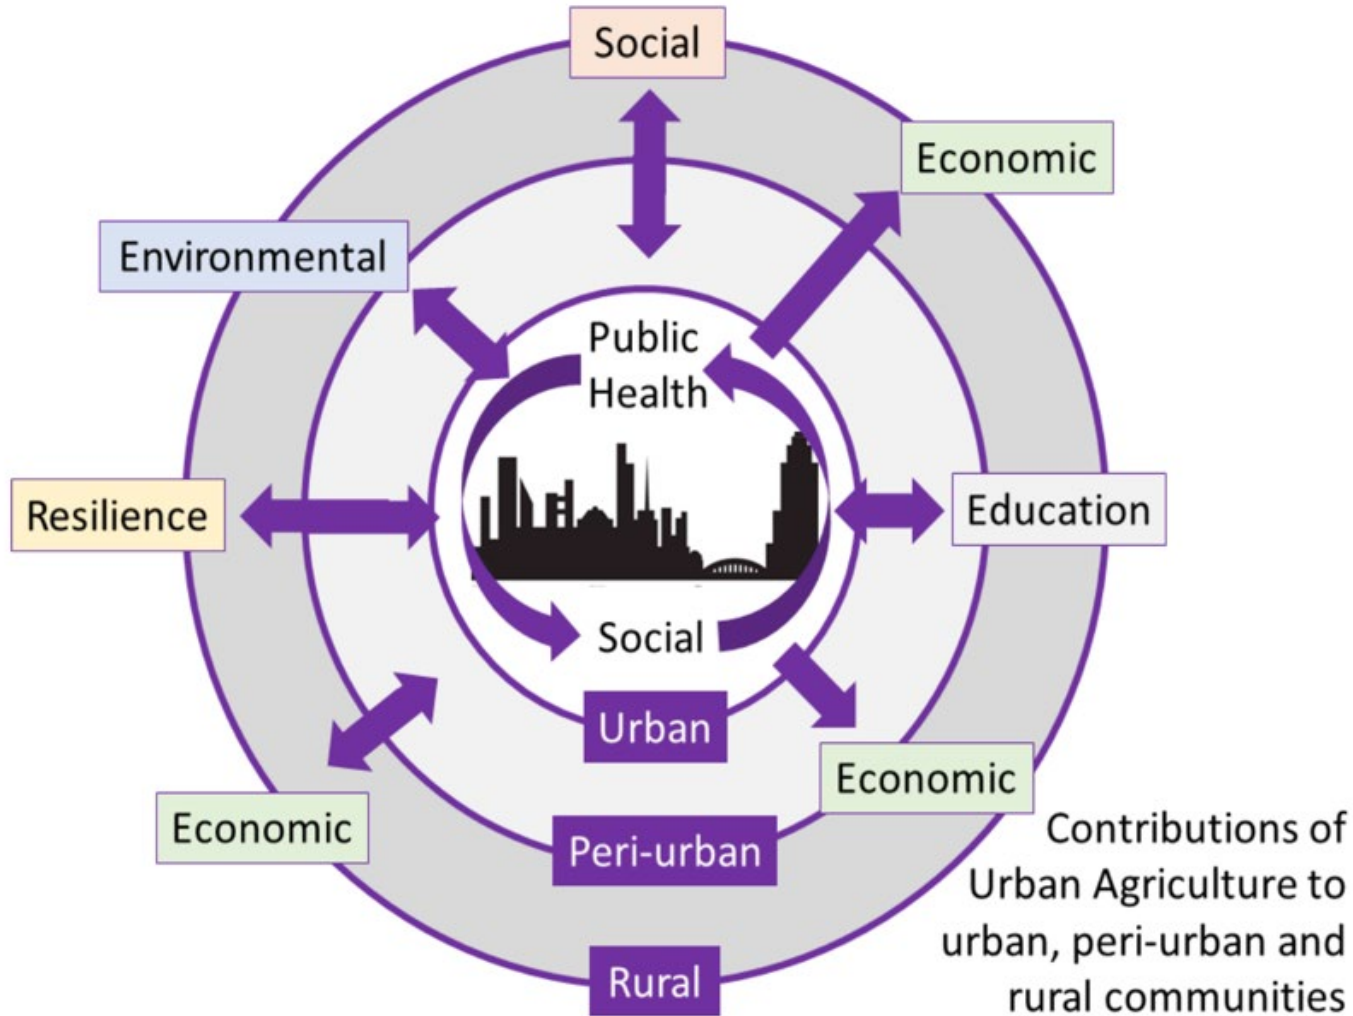 Social
Economic
Environmental
Public
Health
Resilience
Education
Social
Urban
Economic
Economic
Peri-urban
Rural
Contributions of
Urban Agriculture to
urban, peri-urban and
rural communities